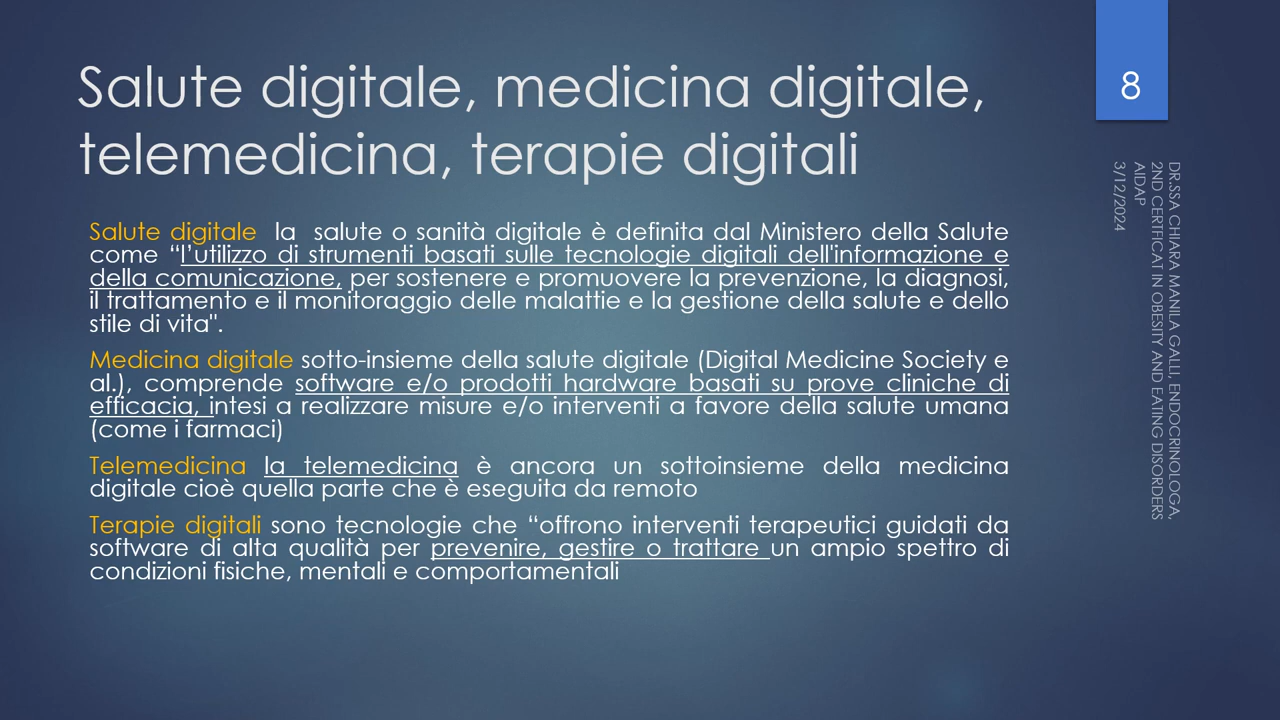 Salute digitale, medicina digitale,
telemedicina, terapie digitali
8
Salute digitale la salute o sanità digitale è definita dal Ministero della Salute
come “l’utilizzo di strumenti basati sulle tecnologie digitali dell'informazione e
della comunicazione, per sostenere e promuovere la prevenzione, la diagnosi,
il trattamento e il monitoraggio delle malattie e la gestione della salute e dello
stile di vita".
Medicina digitale sotto-insieme della salute digitale (Digital Medicine Society e
al.), comprende software e/o prodotti hardware basati su prove cliniche di
efficacia, intesi a realizzare misure e/o interventi a favore della salute umana
(come i farmaci)
Telemedicina la telemedicina è ancora un sottoinsieme della medicina
digitale cioè quella parte che è eseguita da remoto
Terapie digitali sono tecnologie che “offrono interventi terapeutici guidati da
software di alta qualità per prevenire, gestire o trattare un ampio spettro di
condizioni fisiche, mentali e comportamentali
DR.SSA CHIARA MANILA GALLI, ENDOCRINOLOGA,
2ND CERTFICAT IN OBESITY AND EATING DISORDERS
AIDAP
3/12/2024